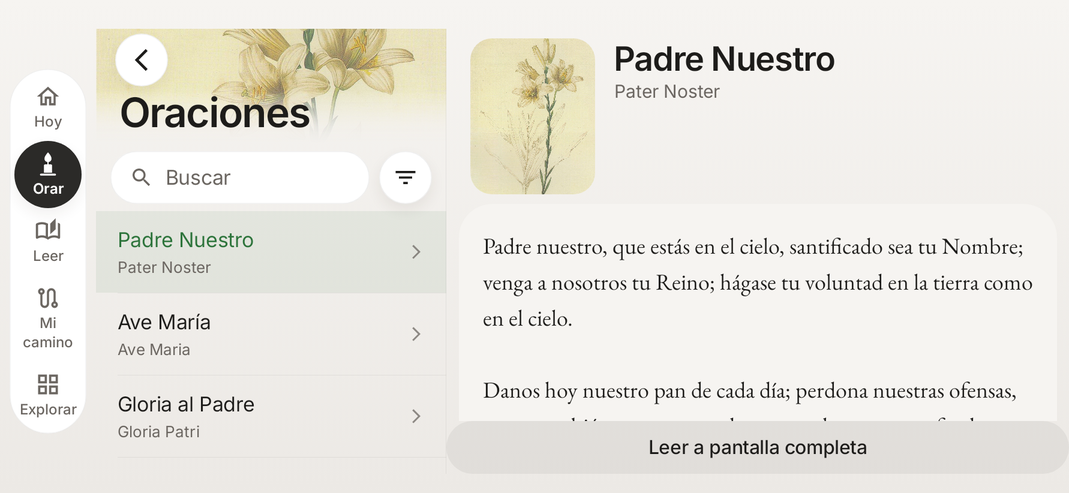 Hoy
Orar
Leer
Mi
camino
Explorar
Oraciones
Buscar
Padre Nuestro
Pater Noster
Ave María
Ave Maria
Gloria al Padre
Gloria Patri
Padre Nuestro
Pater Noster
Padre nuestro, que estás en el cielo, santificado sea tu Nombre;
venga a nosotros tu Reino; hágase tu voluntad en la tierra como
en el cielo.
Danos hoy nuestro pan de cada día; perdona nuestras ofensas,
Leer a pantalla completa